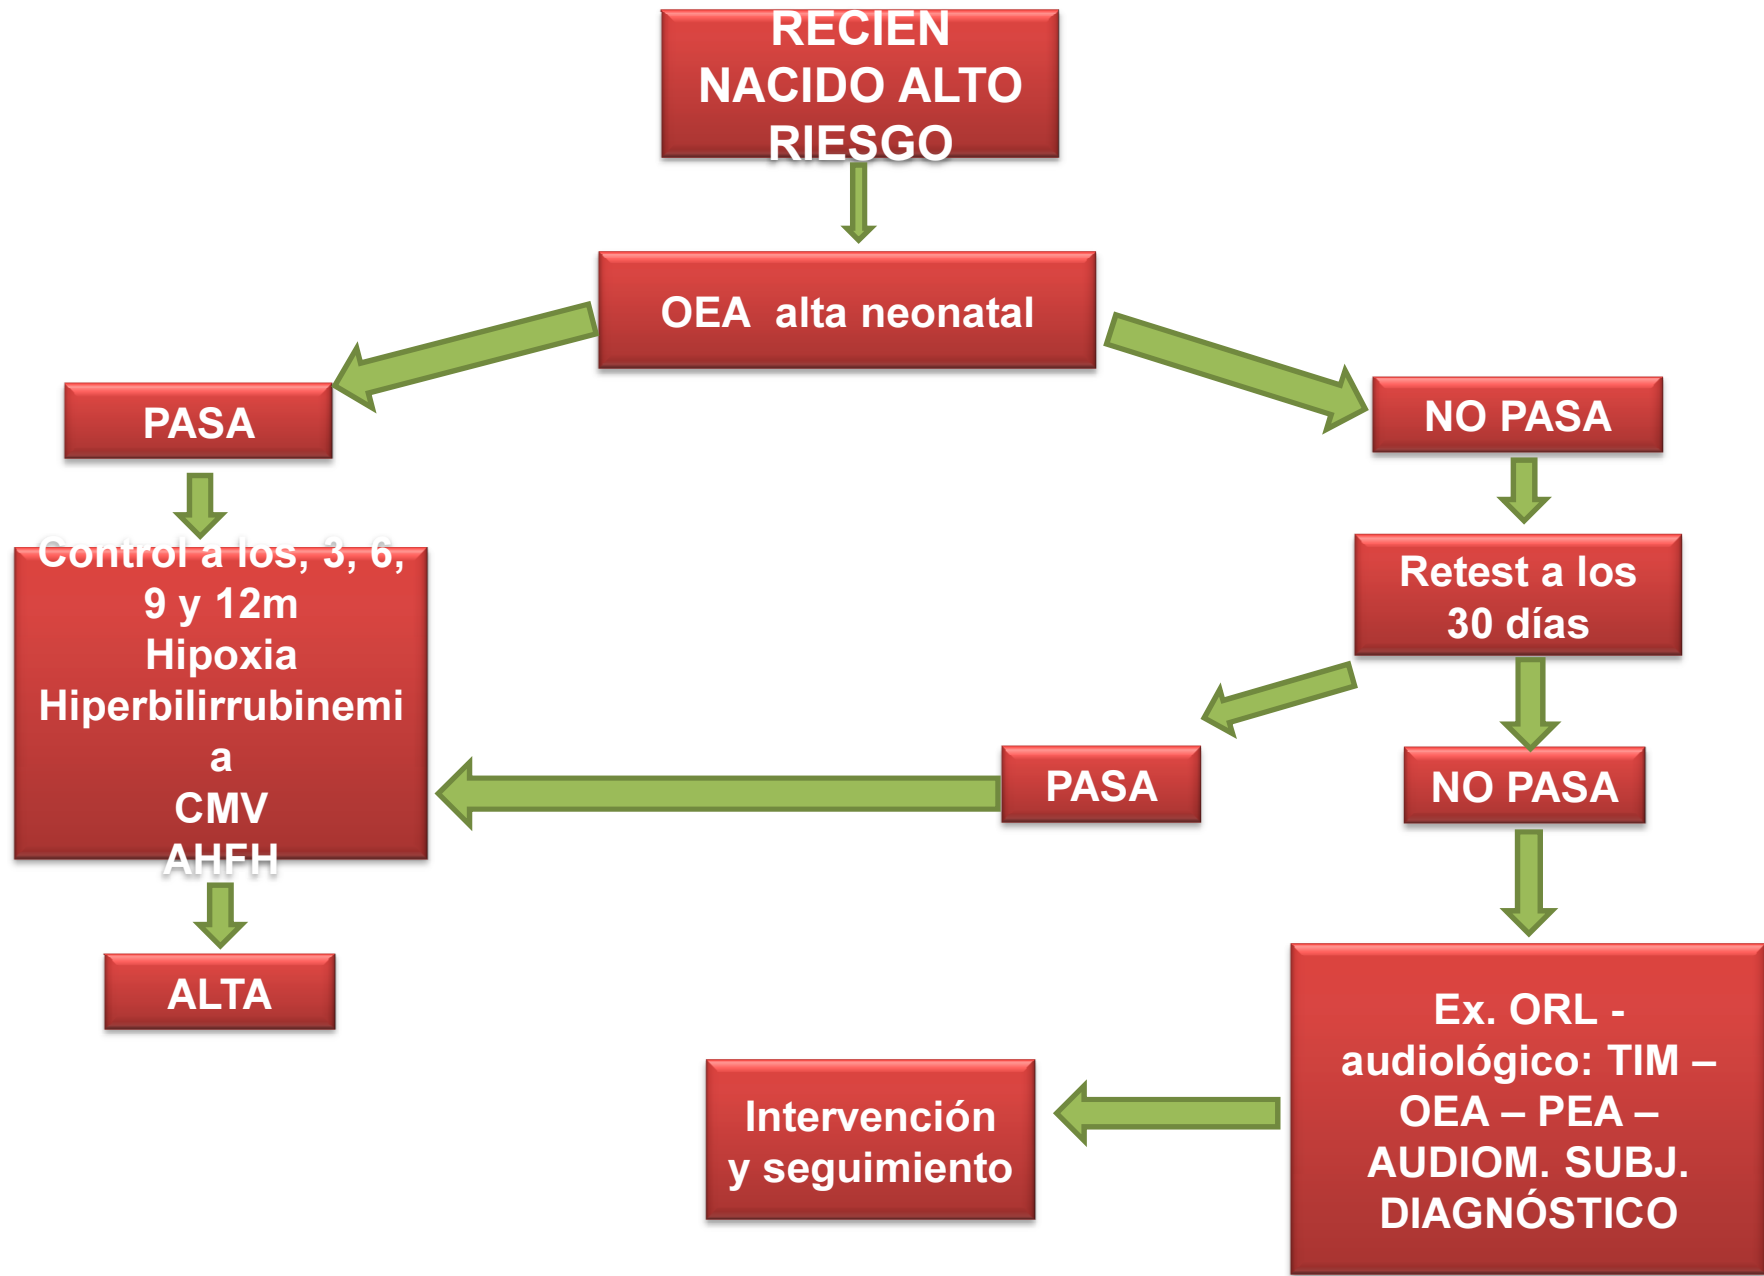 RECIEN
NACIDO ALTO
RIESGO
OEA  alta neonatal
PASA
NO PASA
Control a los, 3, 6,
9 y 12m
Hipoxia
Hiperbilirrubinemi
a
CMV
AHFH
Retest a los
30 días
PASA
NO PASA
ALTA
Ex. ORL -
audiológico: TIM –
OEA – PEA –
AUDIOM. SUBJ.
DIAGNÓSTICO
Intervención
y seguimiento